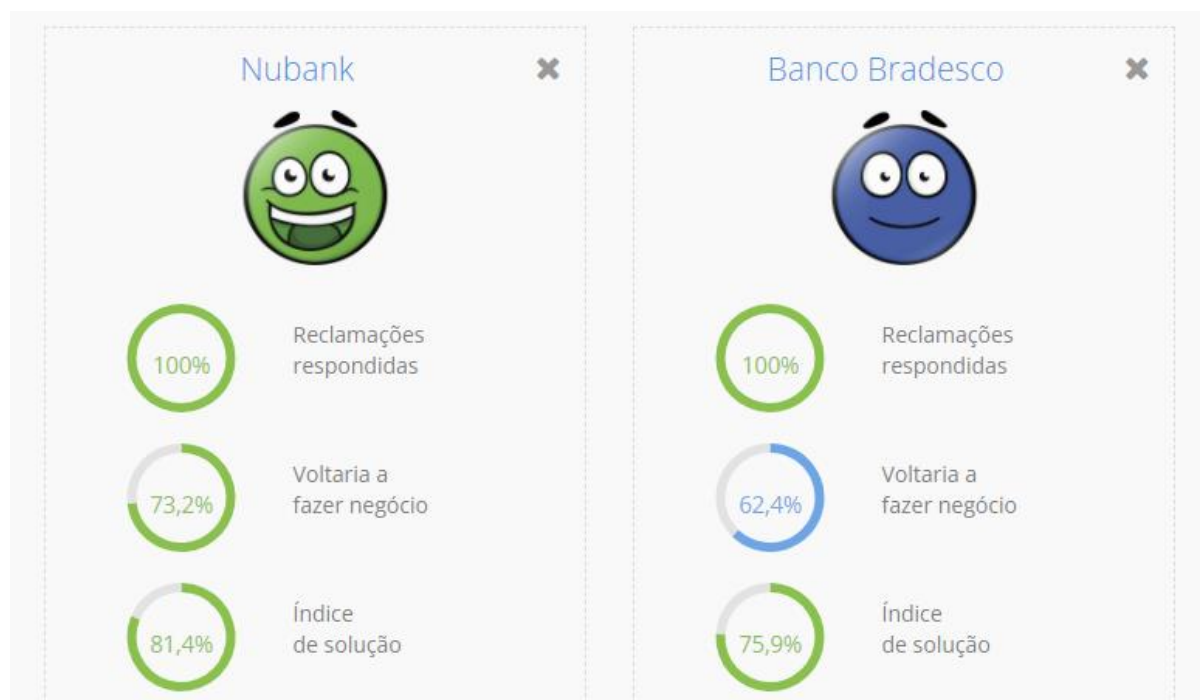 Nubank
100%
Reclamações
respondidas
73,2%
Voltaria a
fazer negócio
81,4%
Índice
de solução
Banco Bradesco
100%
Reclamações
respondidas
62,4%
Voltaria a
fazer negócio
75,9%
Índice
de solução